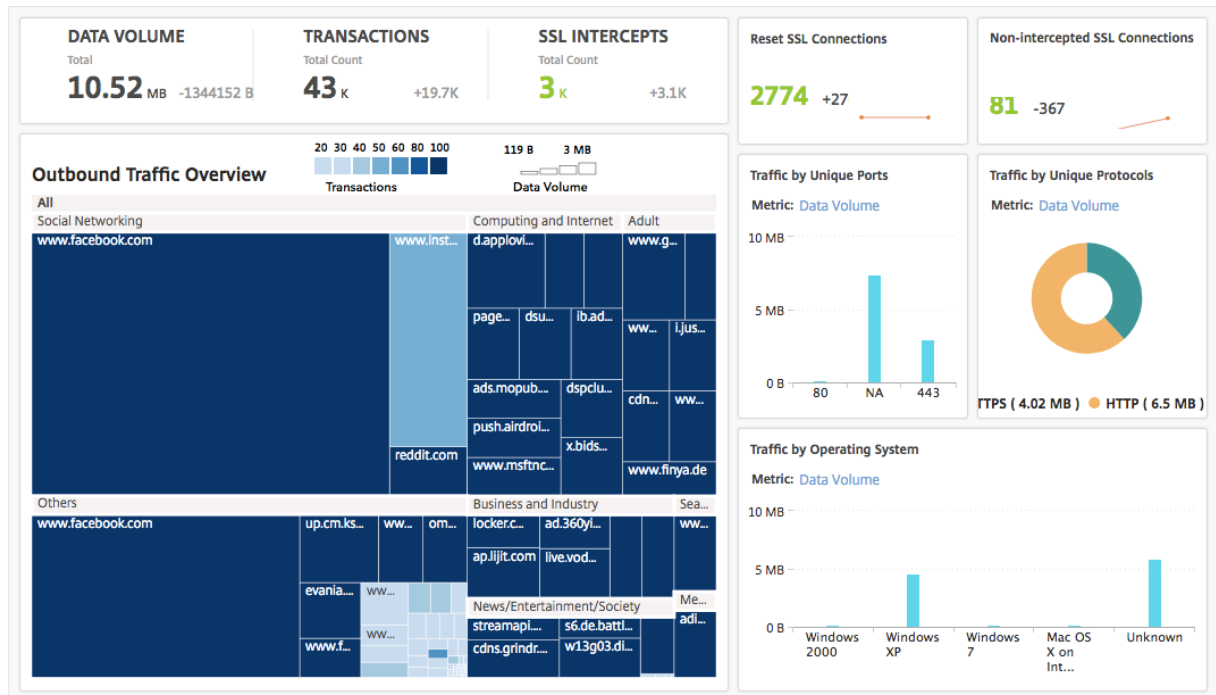 DATA VOLUME
Total
10.52 MB -1344152 B
TRANSACTIONS
Total Count
43 K +19.7K
SSL INTERCEPTS
Total Count
3 K +3.1K
Reset SSL Connections
2774 +27
Non-intercepted SSL Connections
81 -367
Outbound Traffic Overview
20 30 40 50 60 80 100
Transactions
119 B 3 MB
Data Volume
All
Social Networking
www.facebook.com
www.inst...
reddit.com
Computing and Internet
d.applovi...
page...
dsu...
ib.ad...
ads.mopub....
dspclu...
push.airdroi...
x.bids...
www.msftnc...
Adult
www.g...
ww...
i.jus...
cdn...
ww...
www.finya.de
Others
www.facebook.com
up.cm.ks...
ww...
om...
evania....
ww...
ww...
www.f...
Business and Industry
locker.c...
ad.360yi...
ap.lijit.com
live.vod...
Sea...
ww...
News/Entertainment/Society
streamapi....
s6.de.battl...
cdns.grindr....
w13g03.di...
Me...
adi...
Traffic by Unique Ports
Metric: Data Volume
10 MB
5 MB
0 B
80 NA 443
Traffic by Unique Protocols
Metric: Data Volume
TTPS ( 4.02 MB ) HTTP ( 6.5 MB )
Traffic by Operating System
Metric: Data Volume
10 MB
5 MB
0 B
Windows 2000
Windows XP
Windows 7
Mac OS X on Int...
Unknown